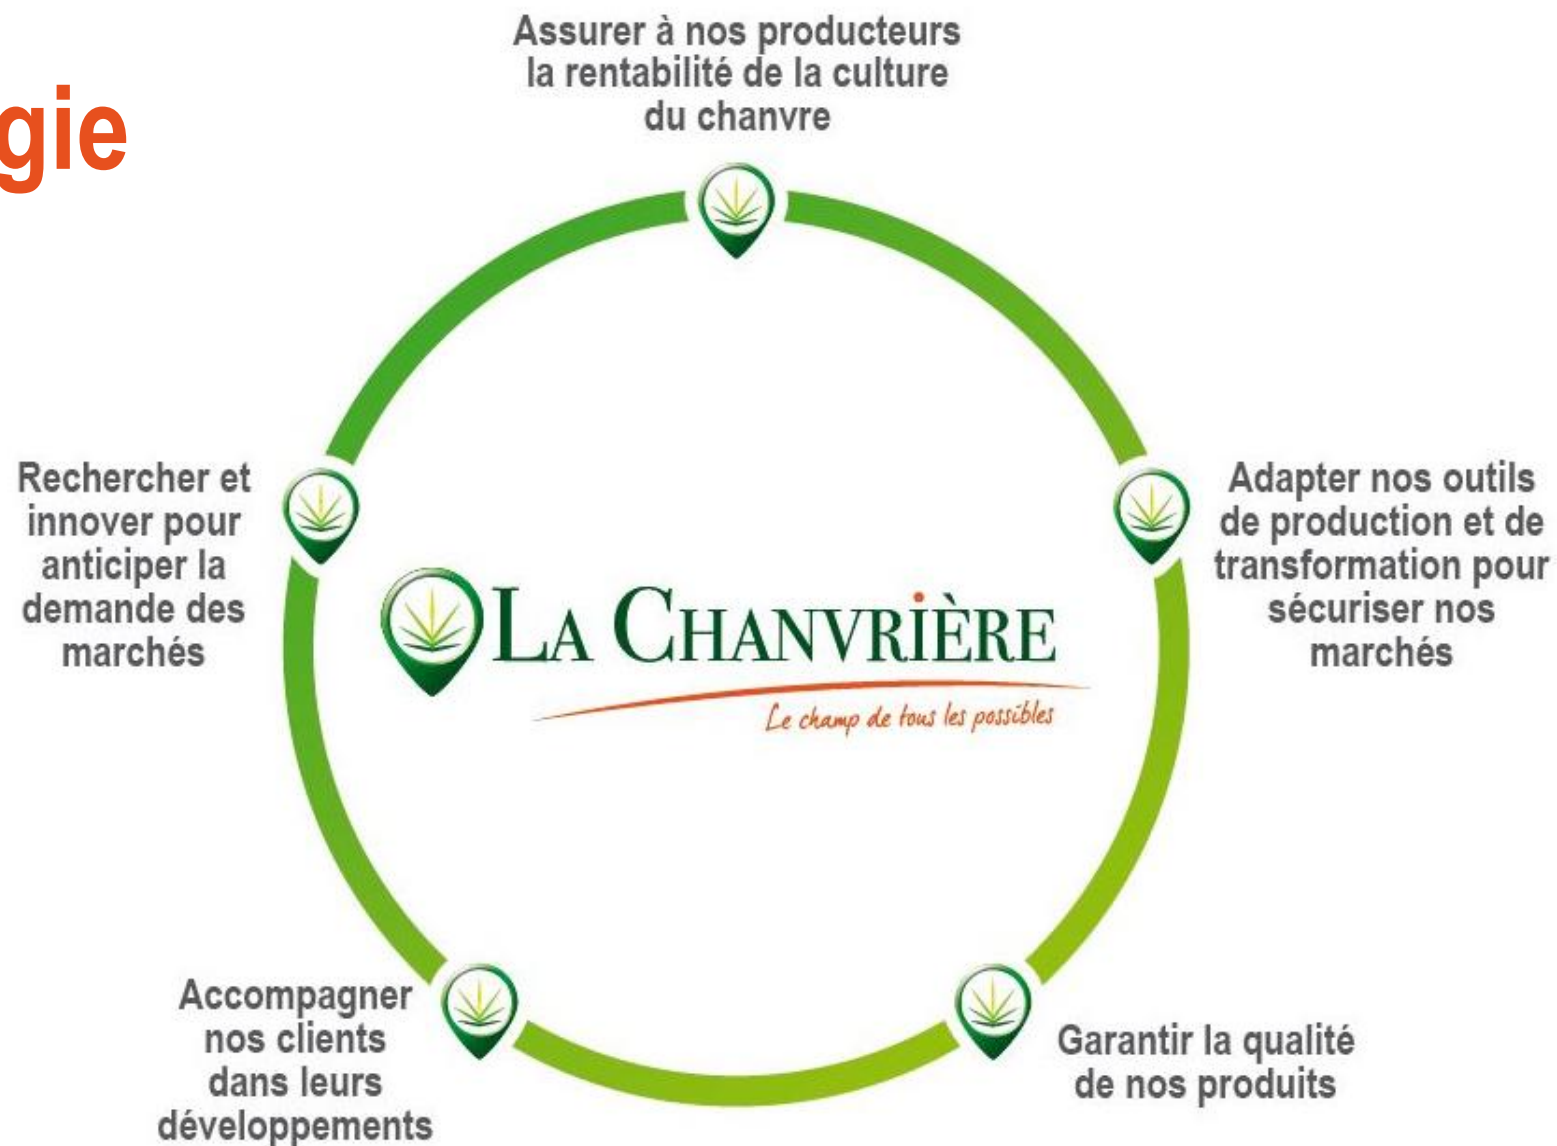 Assurer à nos producteurs
la rentabilité de la culture
du chanvre
gie
Rechercher et
innover pour
anticiper la
demande des
marchés
Adapter nos outils
de production et de
transformation pour
sécuriser nos
marchés
LA CHANVRIÈRE
Le champ de tous les possibles
Accompagner
nos clients
dans leurs
développements
Garantir la qualité
de nos produits